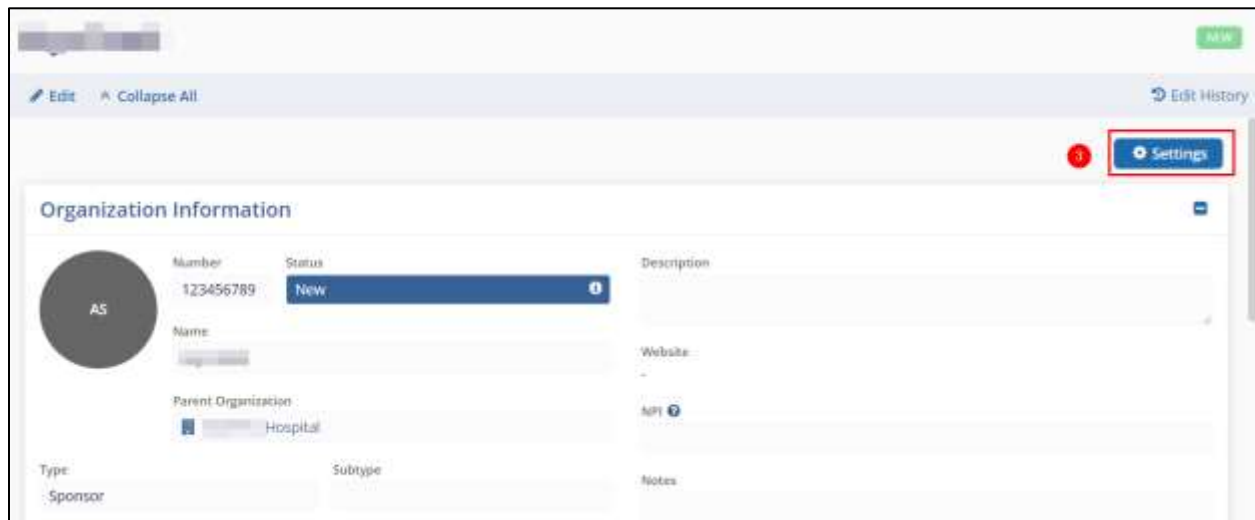 NEW
Edit Collapse All Edit History
3 Settings
Organization Information
AS
Number Status Description
123456789 New
Name
Website
-
Parent Organization NPI
Hospital
Type Subtype Notes
Sponsor